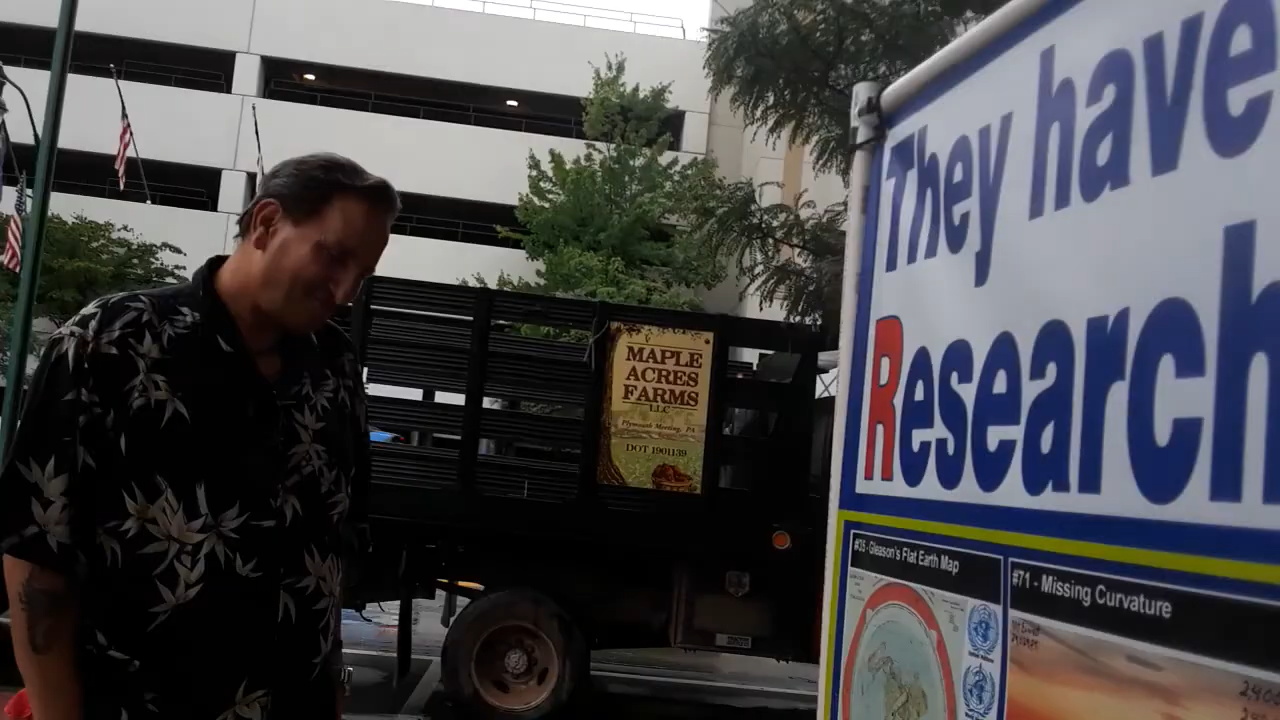 MAPLE
ACRES
FARMS
LLC
Plymouth Meeting, PA
DOT 1901139
They have
Research
#35 - Gleason's Flat Earth Map
#71 - Missing Curvature